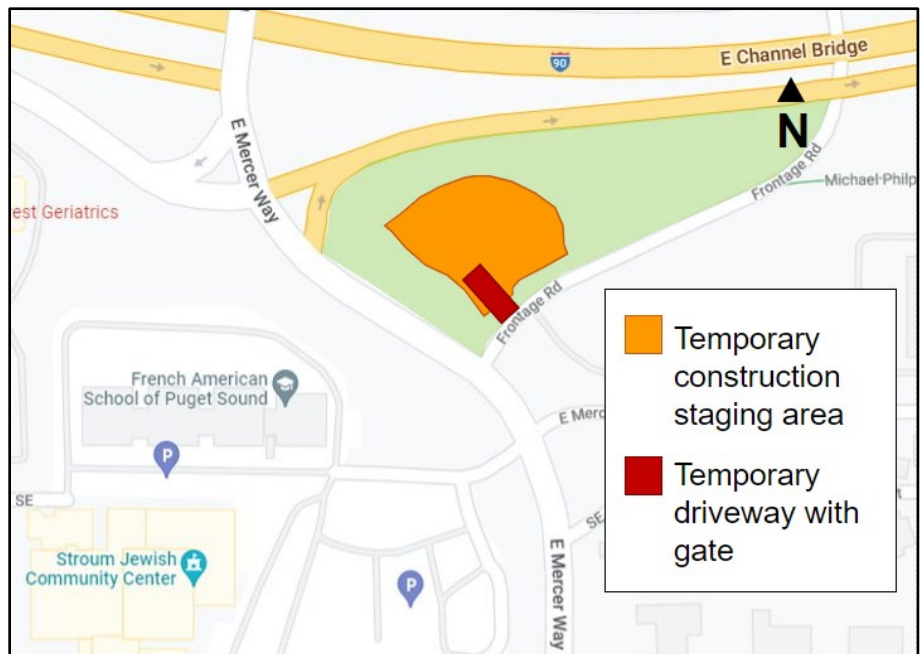 E Channel Bridge
90
N
E Mercer Way
Frontage Rd
Michael Philp
est Geriatrics
Frontage Rd
French American
School of Puget Sound
P
E Merc
SE
SE
Stroum Jewish
Community Center
P
E Mercer Way
Temporary
construction
staging area
Temporary
driveway with
gate